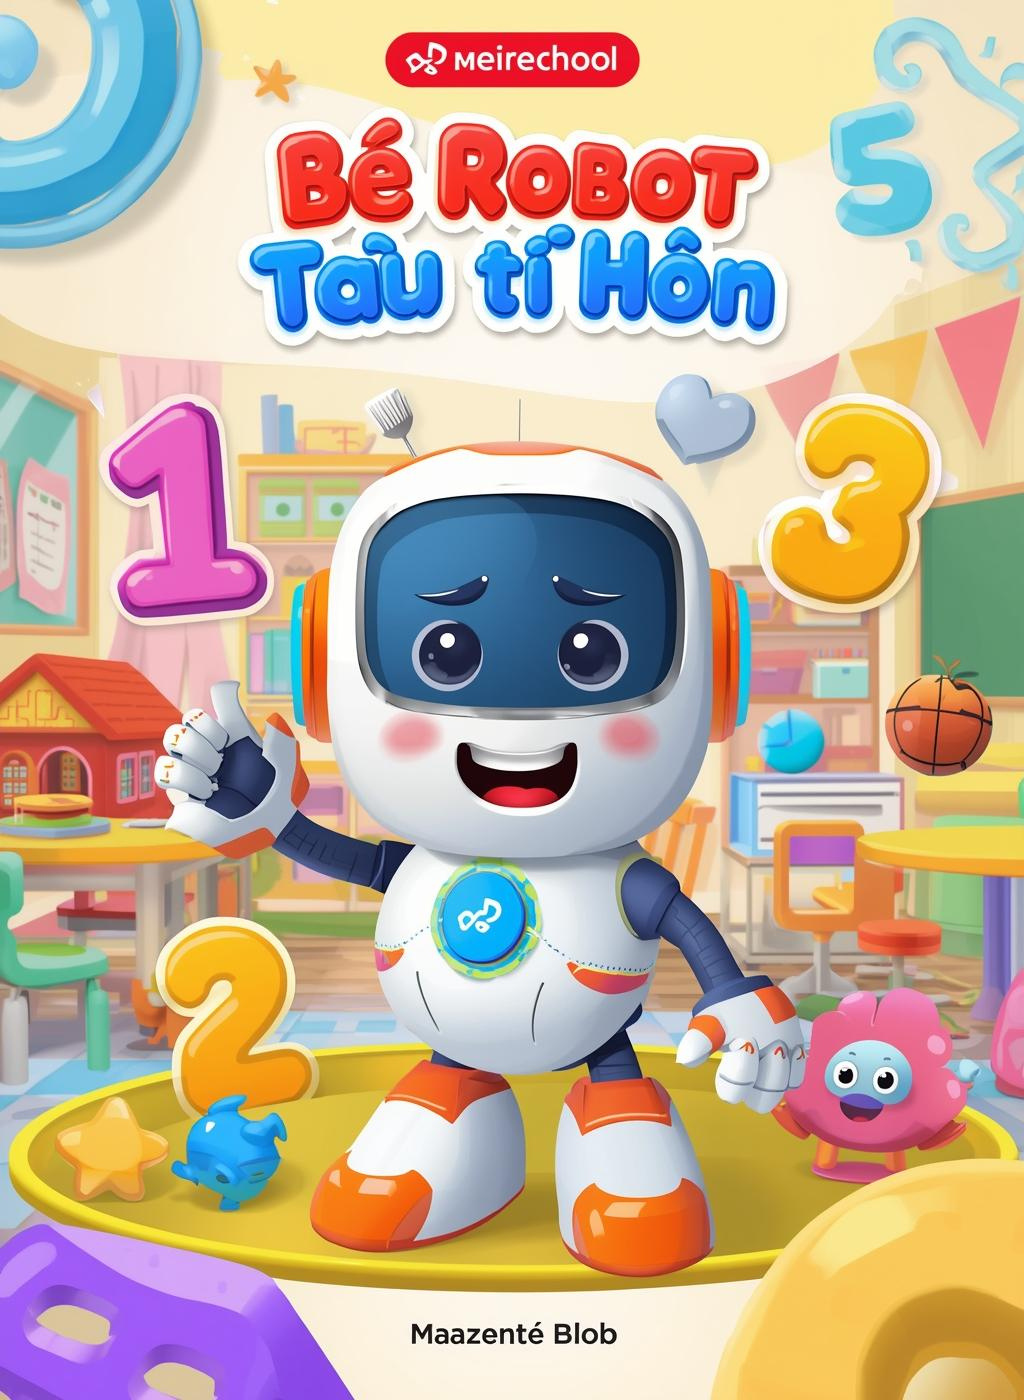 Meirechool
Bé ROBOT
5
Tàu tí Hôn
1
3
2
Maazenté Blob